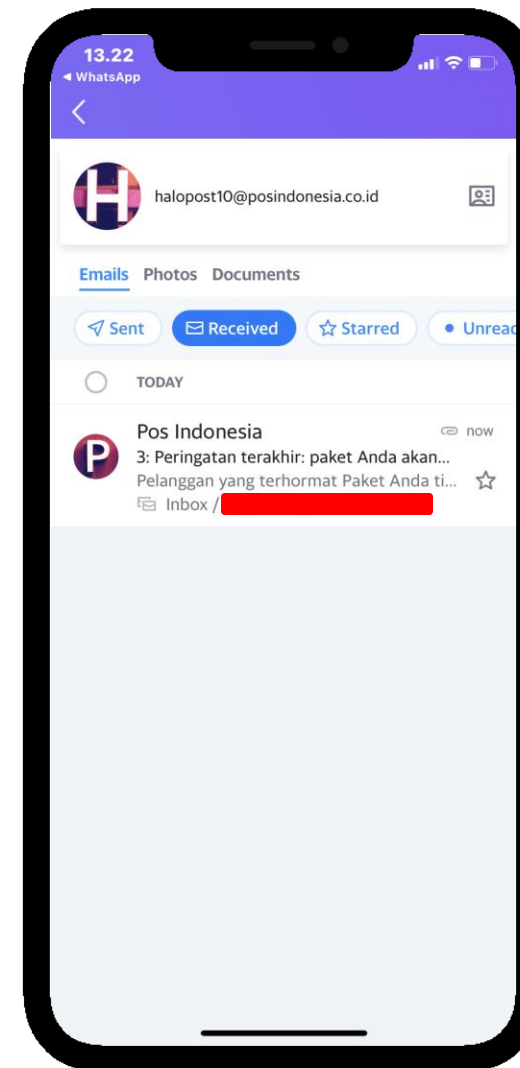 13.22
WhatsApp
H
halopost10@posindonesia.co.id
Emails Photos Documents
Sent Received Starred Unread
TODAY
Pos Indonesia now
P
3: Peringatan terakhir: paket Anda akan...
Pelanggan yang terhormat Paket Anda ti...
Inbox /